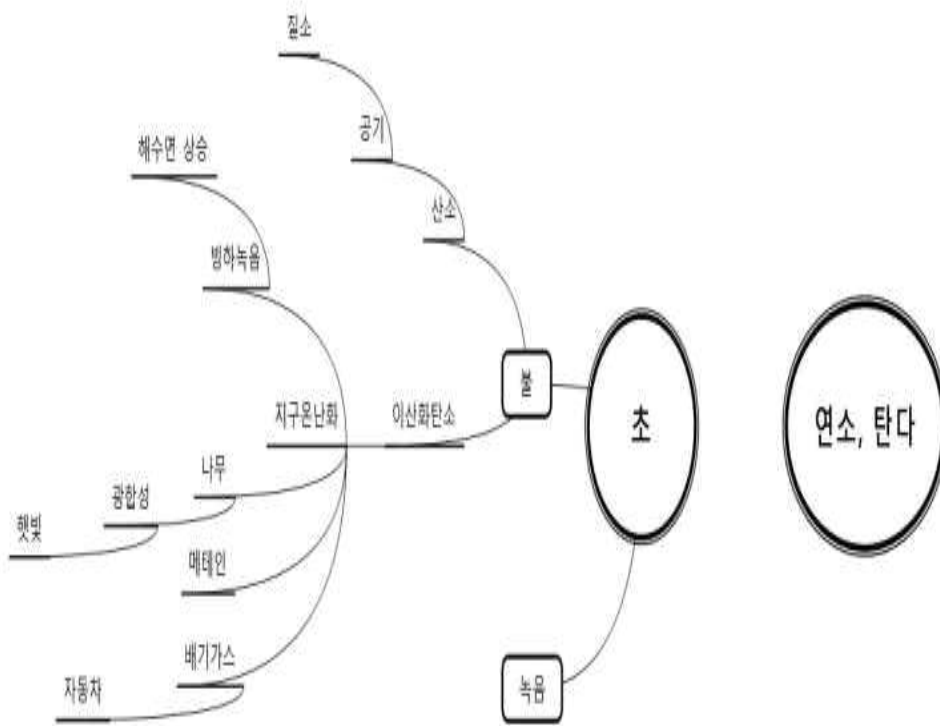 질소
공기
해수면 상승
산소
빙하녹음
불
초
연소, 탄다
지구온난화
이산화탄소
나무
광합성
햇빛
메테인
배기가스
자동차
녹음